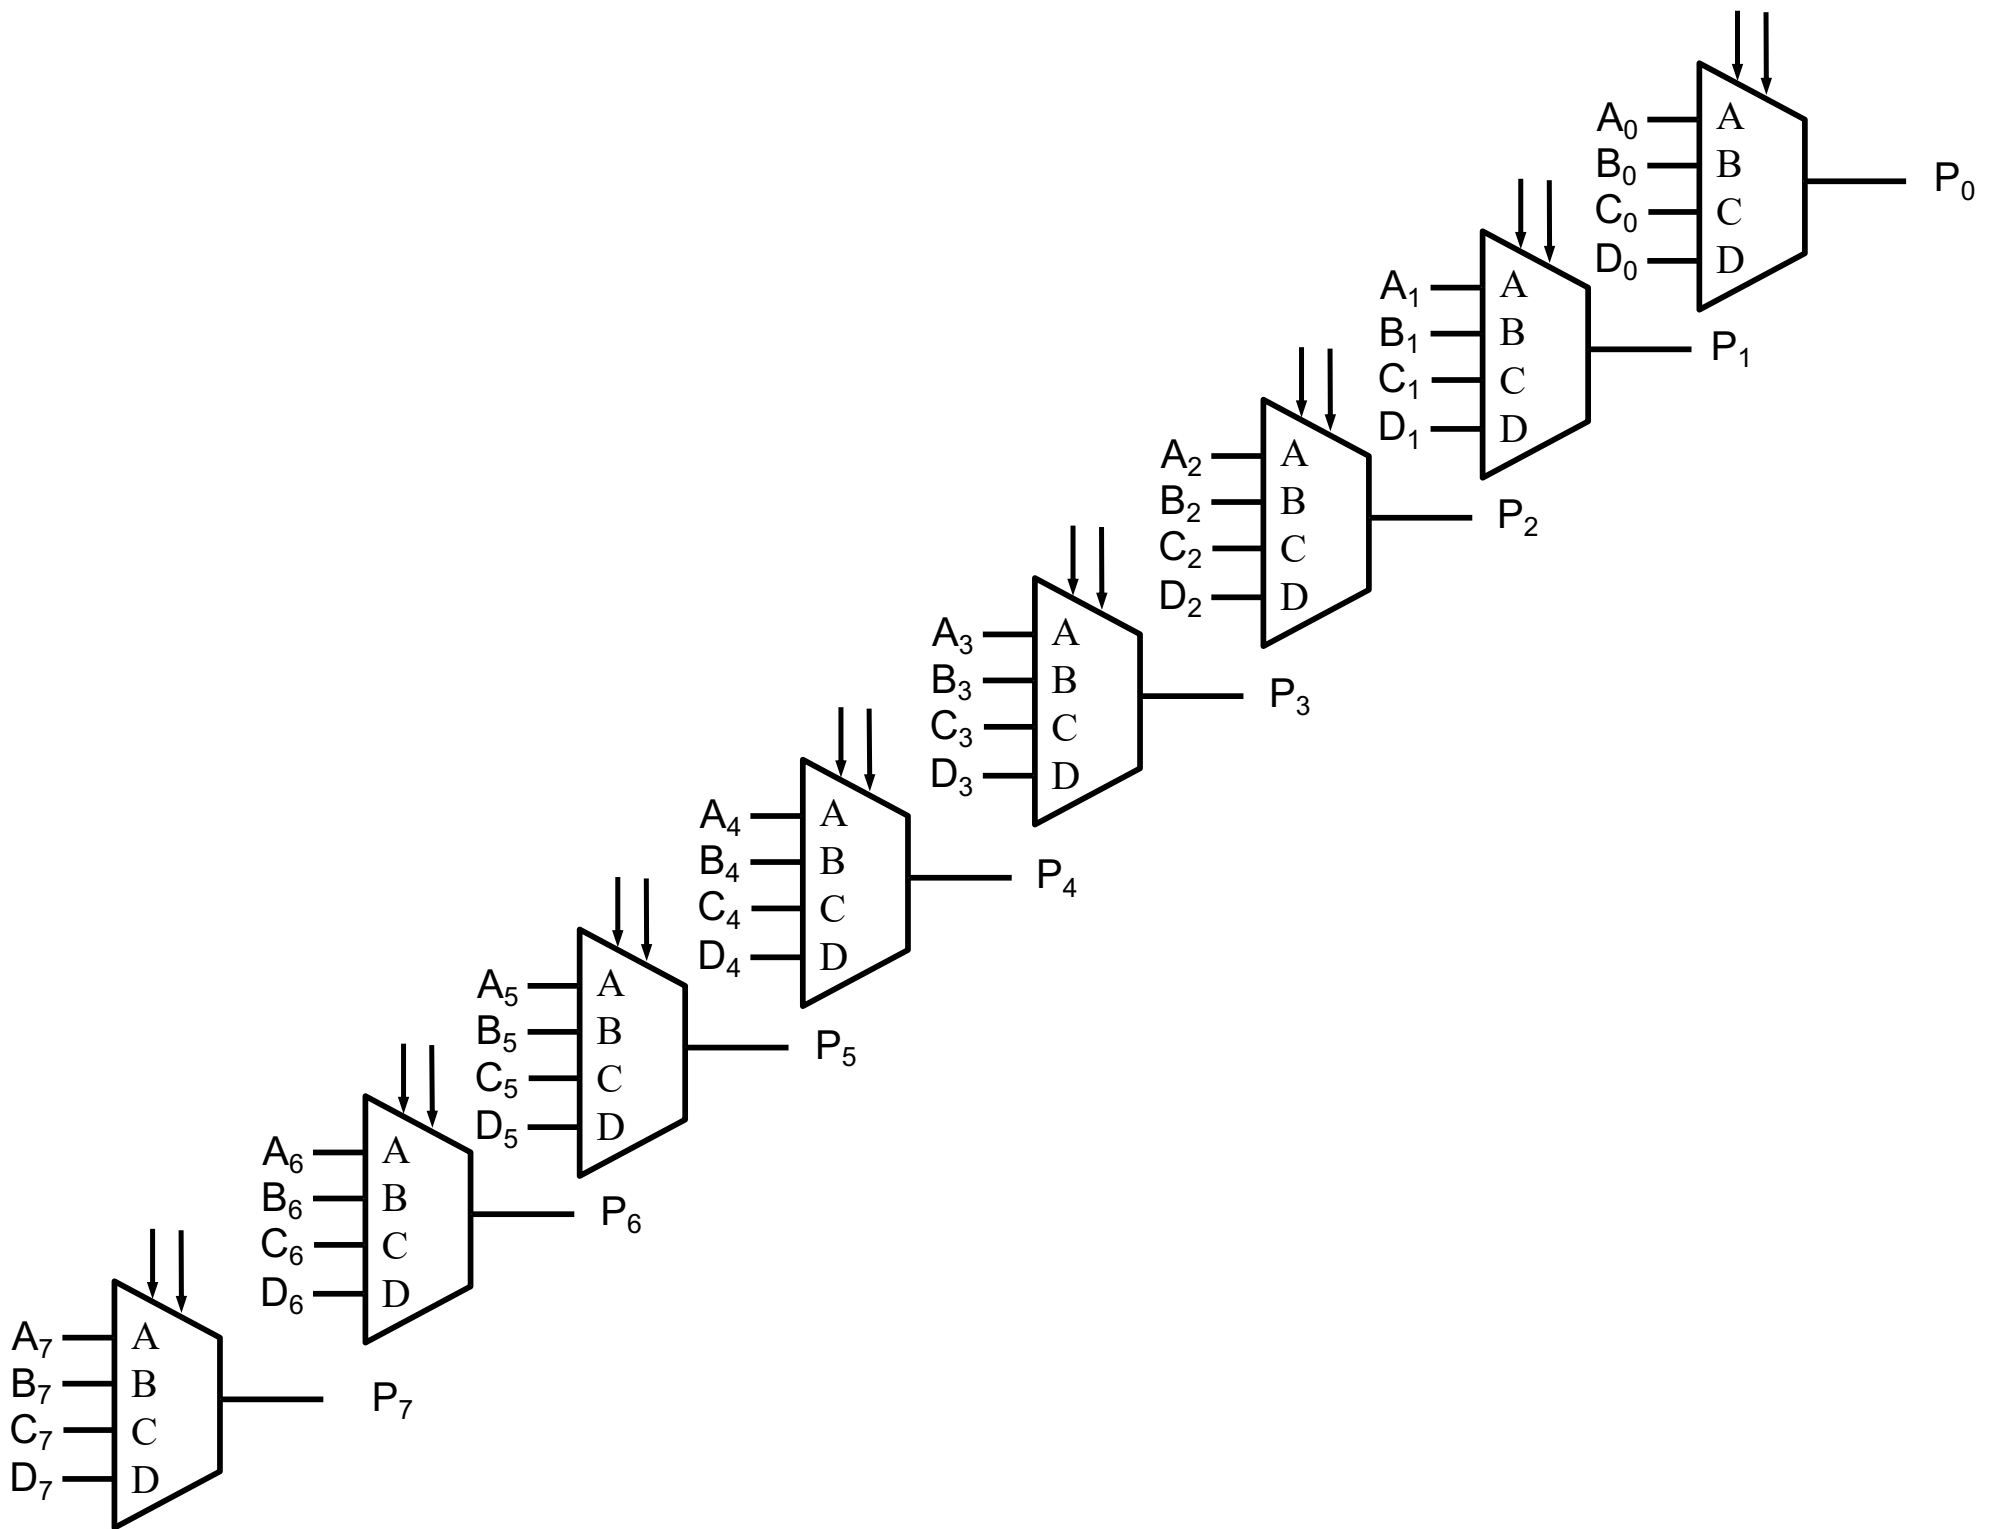 A0 A
B0 B P0
C0 C
D0 D
A1 A
B1 B P1
C1 C
D1 D
A2 A
B2 B P2
C2 C
D2 D
A3 A
B3 B P3
C3 C
D3 D
A4 A
B4 B P4
C4 C
D4 D
A5 A
B5 B P5
C5 C
D5 D
A6 A
B6 B P6
C6 C
D6 D
A7 A
B7 B P7
C7 C
D7 D